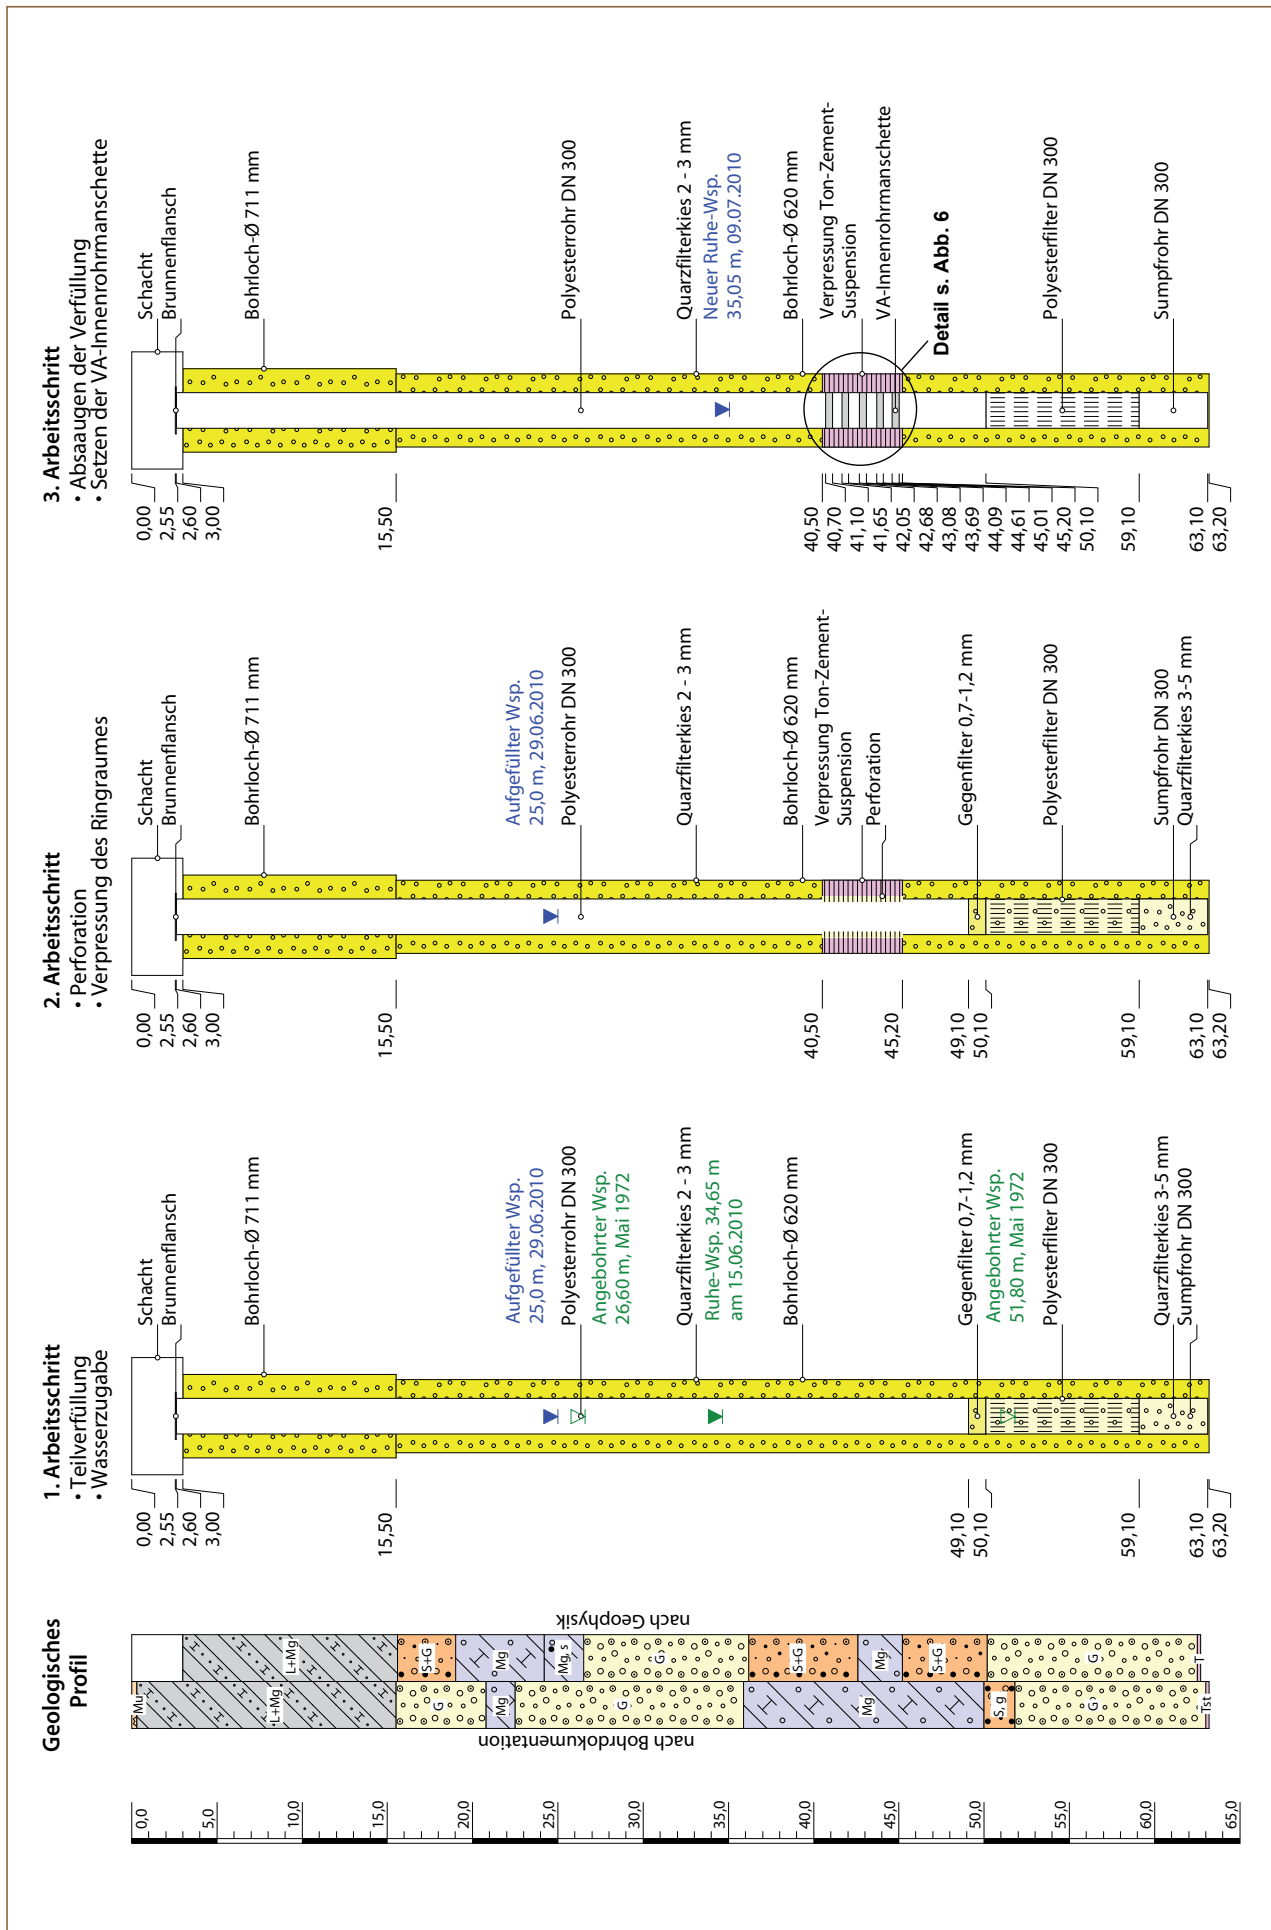 Geologisches
Profil
nach Bohrdokumentation
nach Geophysik
0,0
5,0
10,0
15,0
20,0
25,0
30,0
35,0
40,0
45,0
50,0
55,0
60,0
65,0
Mu
L+Mg
G
Mg
G
Mg
S, g
G
Tst
L+Mg
S+G
Mg
Mg, s
G
S+G
Mg
S+G
G
T
1. Arbeitsschritt
• Teilverfüllung
• Wasserzugabe
0,00
2,55
2,60
3,00
15,50
49,10
50,10
59,10
63,10
63,20
Schacht
Brunnenflansch
Bohrloch-Ø 711 mm
Aufgefüllter Wsp.
25,0 m, 29.06.2010
Polyesterrohr DN 300
Angebohrter Wsp.
26,60 m, Mai 1972
Quarzfilterkies 2 - 3 mm
Ruhe-Wsp. 34,65 m
am 15.06.2010
Bohrloch-Ø 620 mm
Gegenfilter 0,7-1,2 mm
Angebohrter Wsp.
51,80 m, Mai 1972
Polyesterfilter DN 300
Quarzfilterkies 3-5 mm
Sumpfrohr DN 300
2. Arbeitsschritt
• Perforation
• Verpressung des Ringraumes
0,00
2,55
2,60
3,00
15,50
40,50
45,20
49,10
50,10
59,10
63,10
63,20
Schacht
Brunnenflansch
Bohrloch-Ø 711 mm
Aufgefüllter Wsp.
25,0 m, 29.06.2010
Polyesterrohr DN 300
Quarzfilterkies 2 - 3 mm
Bohrloch-Ø 620 mm
Verpressung Ton-Zement-
Suspension
Perforation
Gegenfilter 0,7-1,2 mm
Polyesterfilter DN 300
Sumpfrohr DN 300
Quarzfilterkies 3-5 mm
3. Arbeitsschritt
• Absaugen der Verfüllung
• Setzen der VA-Innenrohrmanschette
0,00
2,55
2,60
3,00
15,50
40,50
40,70
41,10
41,65
42,05
42,68
43,08
43,69
44,09
44,61
45,01
45,20
50,10
59,10
63,10
63,20
Schacht
Brunnenflansch
Bohrloch-Ø 711 mm
Polyesterrohr DN 300
Quarzfilterkies 2 - 3 mm
Neuer Ruhe-Wsp.
35,05 m, 09.07.2010
Bohrloch-Ø 620 mm
Verpressung Ton-Zement-
Suspension
VA-Innenrohrmanschette
Detail s. Abb. 6
Polyesterfilter DN 300
Sumpfrohr DN 300